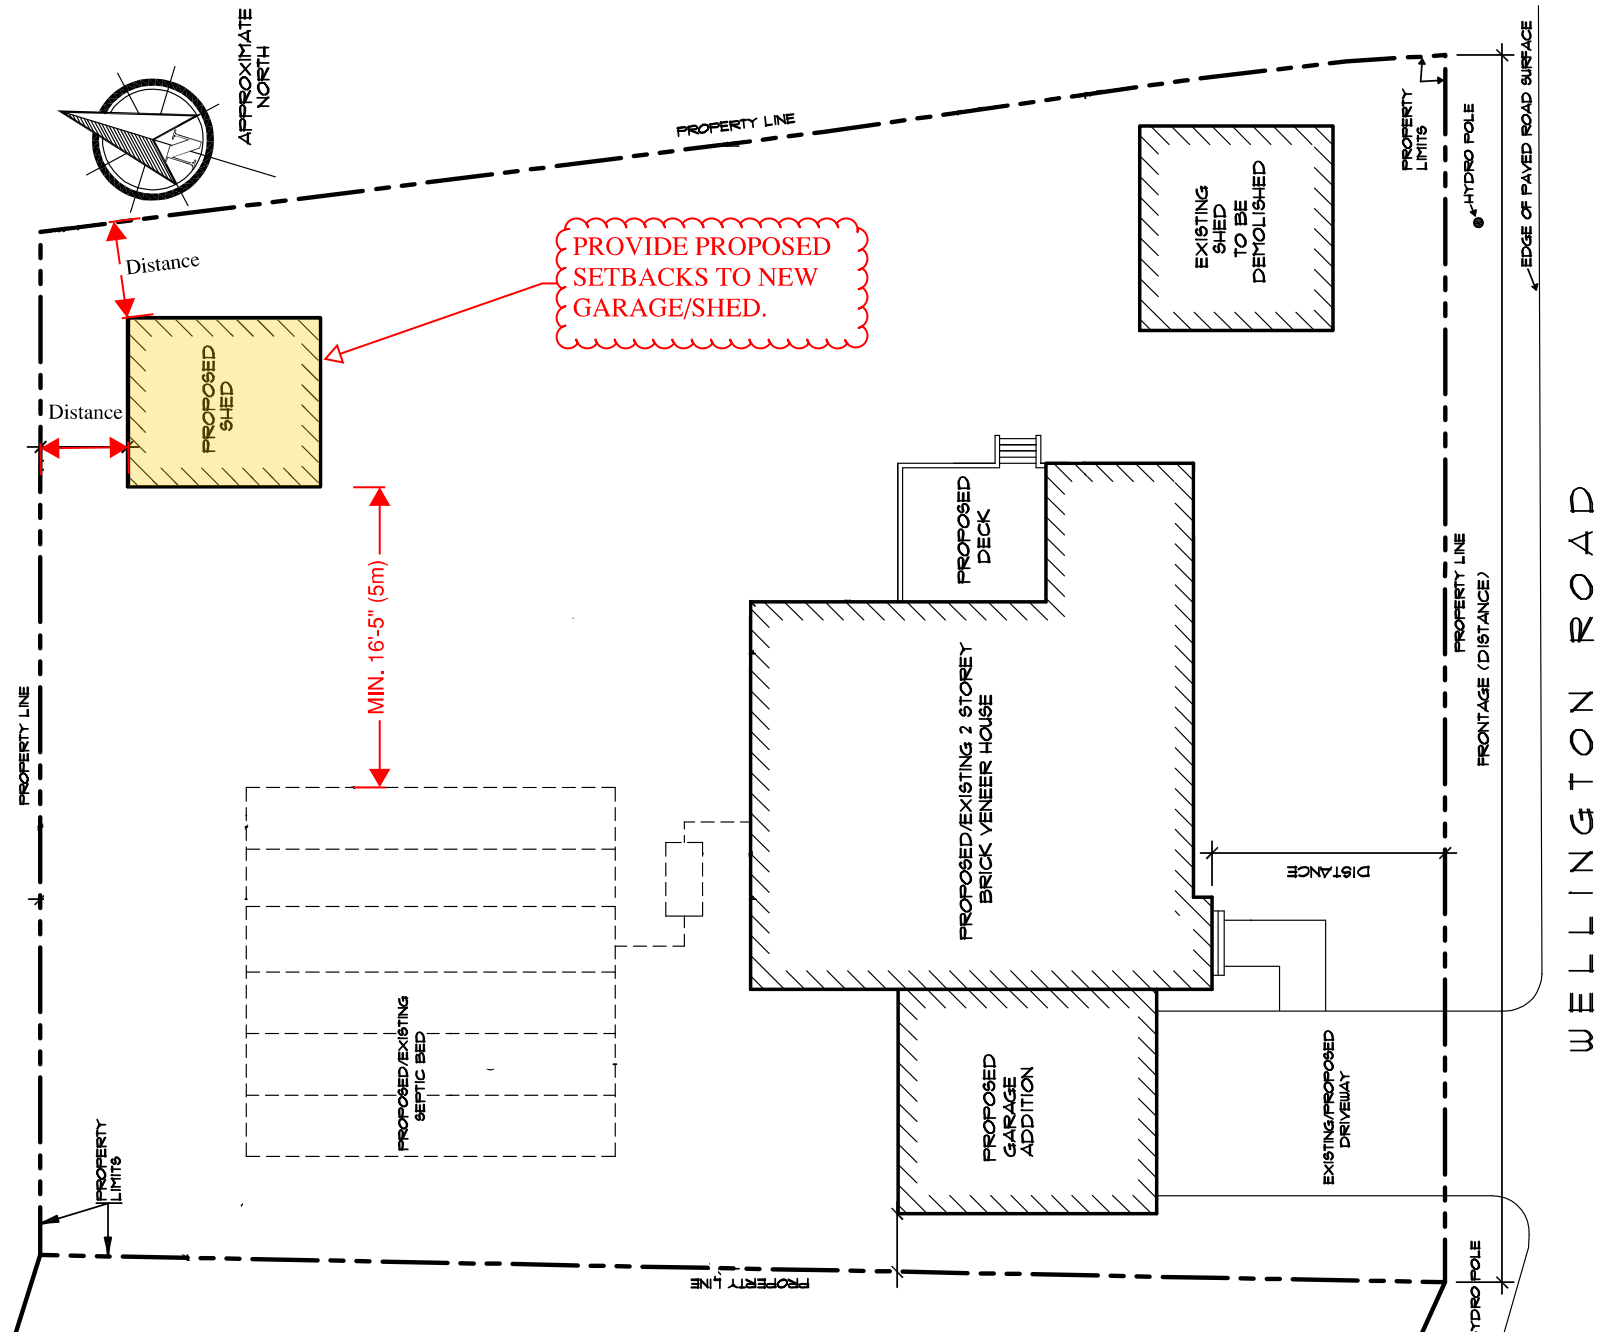 APPROXIMATE
NORTH
PROPERTY LINE
Distance
PROVIDE PROPOSED
SETBACKS TO NEW
GARAGE/SHED.
PROPOSED
SHED
Distance
EXISTING
SHED
TO BE
DEMOLISHED
PROPERTY
LIMITS
HYDRO POLE
EDGE OF PAVED ROAD SURFACE
PROPOSED
DECK
MIN. 16'-5" (5m)
PROPERTY LINE
PROPOSED/EXISTING 2 STOREY
BRICK VENEER HOUSE
PROPERTY LINE
FRONTAGE (DISTANCE)
WELLINGTON ROAD
DISTANCE
PROPOSED/EXISTING
SEPTIC BED
PROPOSED
GARAGE
ADDITION
EXISTING/PROPOSED
DRIVEWAY
PROPERTY
LIMITS
PROPERTY LINE
YDRO POLE